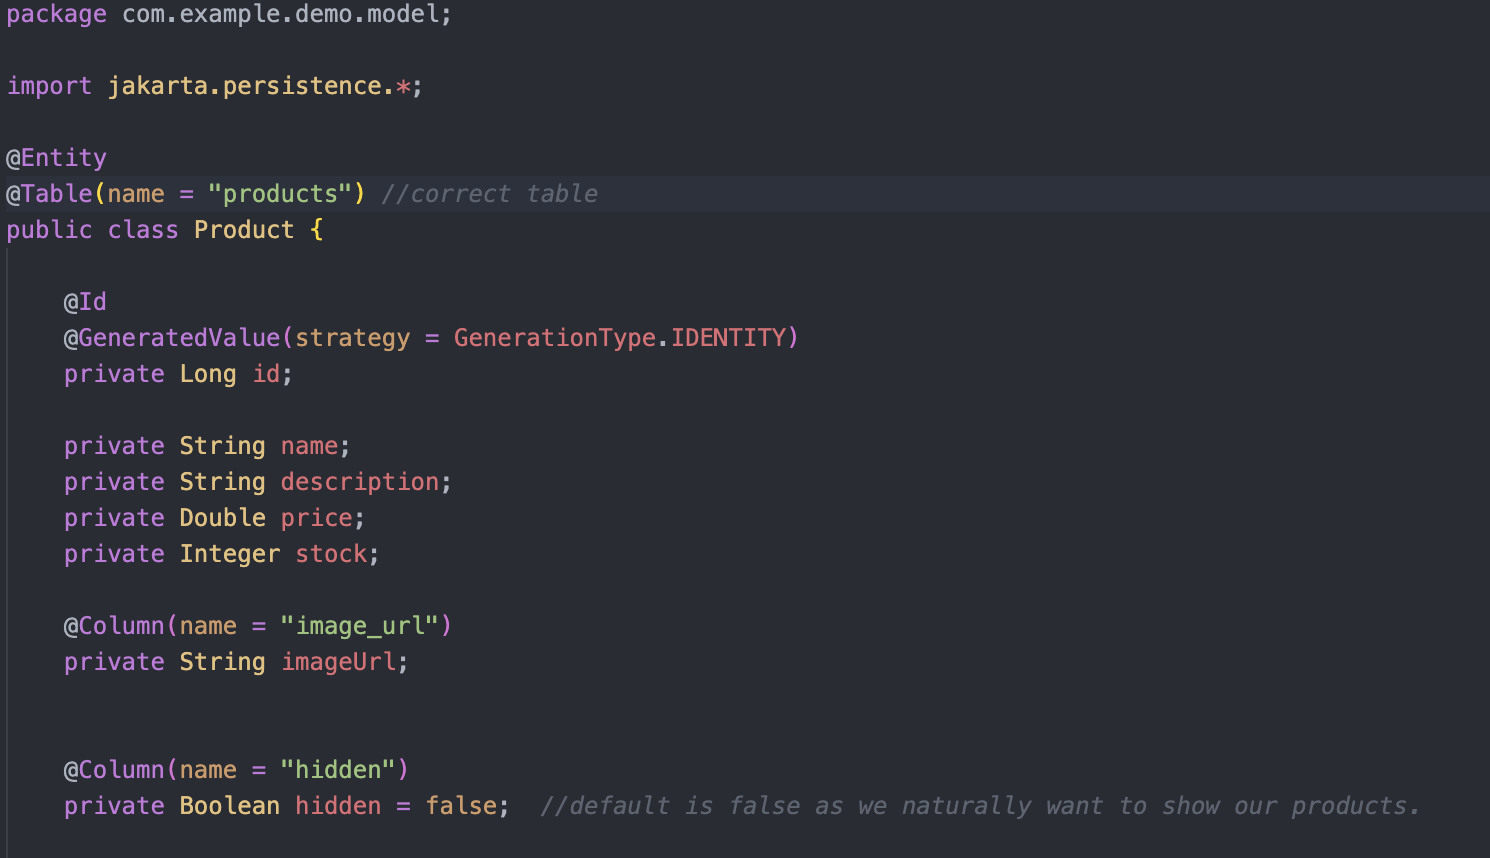 package com.example.demo.model;
import jakarta.persistence.*;
@Entity
@Table(name = "products") //correct table
public class Product {
@Id
@GeneratedValue(strategy = GenerationType.IDENTITY)
private Long id;
private String name;
private String description;
private Double price;
private Integer stock;
@Column(name = "image_url")
private String imageUrl;
@Column(name = "hidden")
private Boolean hidden = false;  //default is false as we naturally want to show our products.